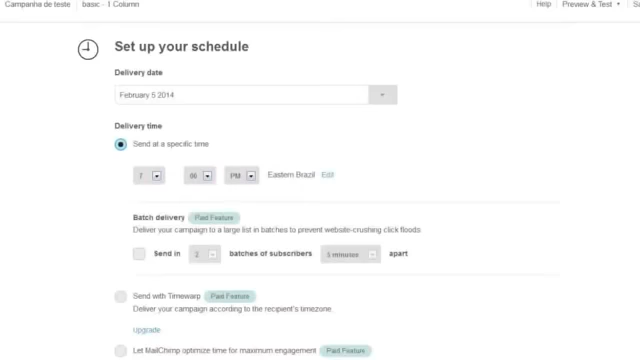 Campanha de teste basic - 1 Column Help Preview & Test
Set up your schedule
Delivery date
February 5 2014
Delivery time
Send at a specific time
7 PM Eastern Brazil Edit
Batch delivery Paid Feature
Deliver your campaign to a large list in batches to prevent website-crushing click floods
Send in 2 batches of subscribers 5 minutes apart
Send with Timewarp Paid Feature
Deliver your campaign according to the recipient's timezone.
Upgrade
Let MailChimp optimize time for maximum engagement Paid Feature